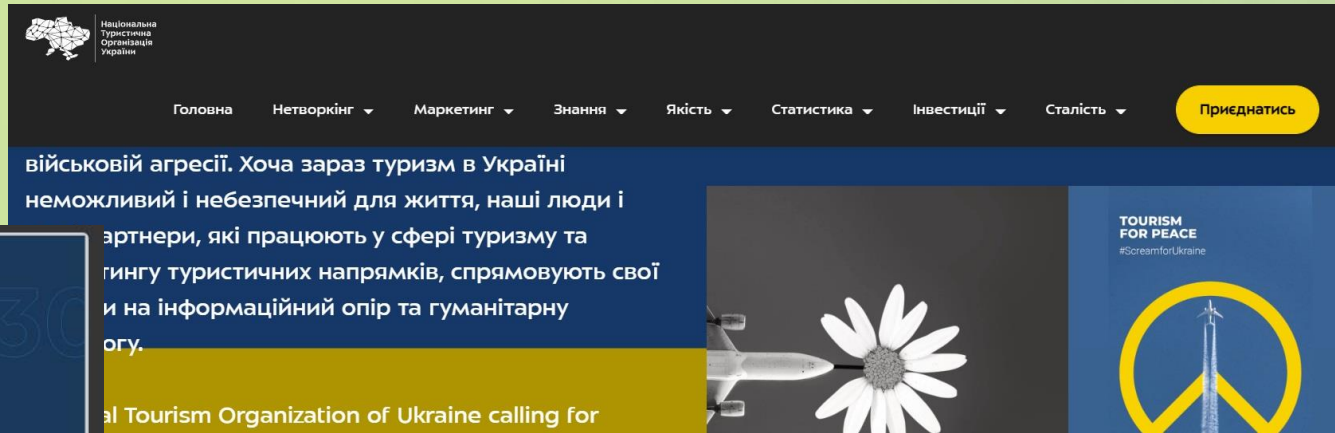 Національна
Туристична
Організація
України
Головна Нетворкінг Маркетинг Знання Якість Статистика Інвестиції Сталість Приєднатись
військовій агресії. Хоча зараз туризм в Україні
неможливий і небезпечний для життя, наші люди і
артнери, які працюють у сфері туризму та
тингу туристичних напрямків, спрямовують свої
и на інформаційний опір та гуманітарну
огу.
al Tourism Organization of Ukraine calling for
TOURISM
FOR PEACE
#ScreamforUkraine
30